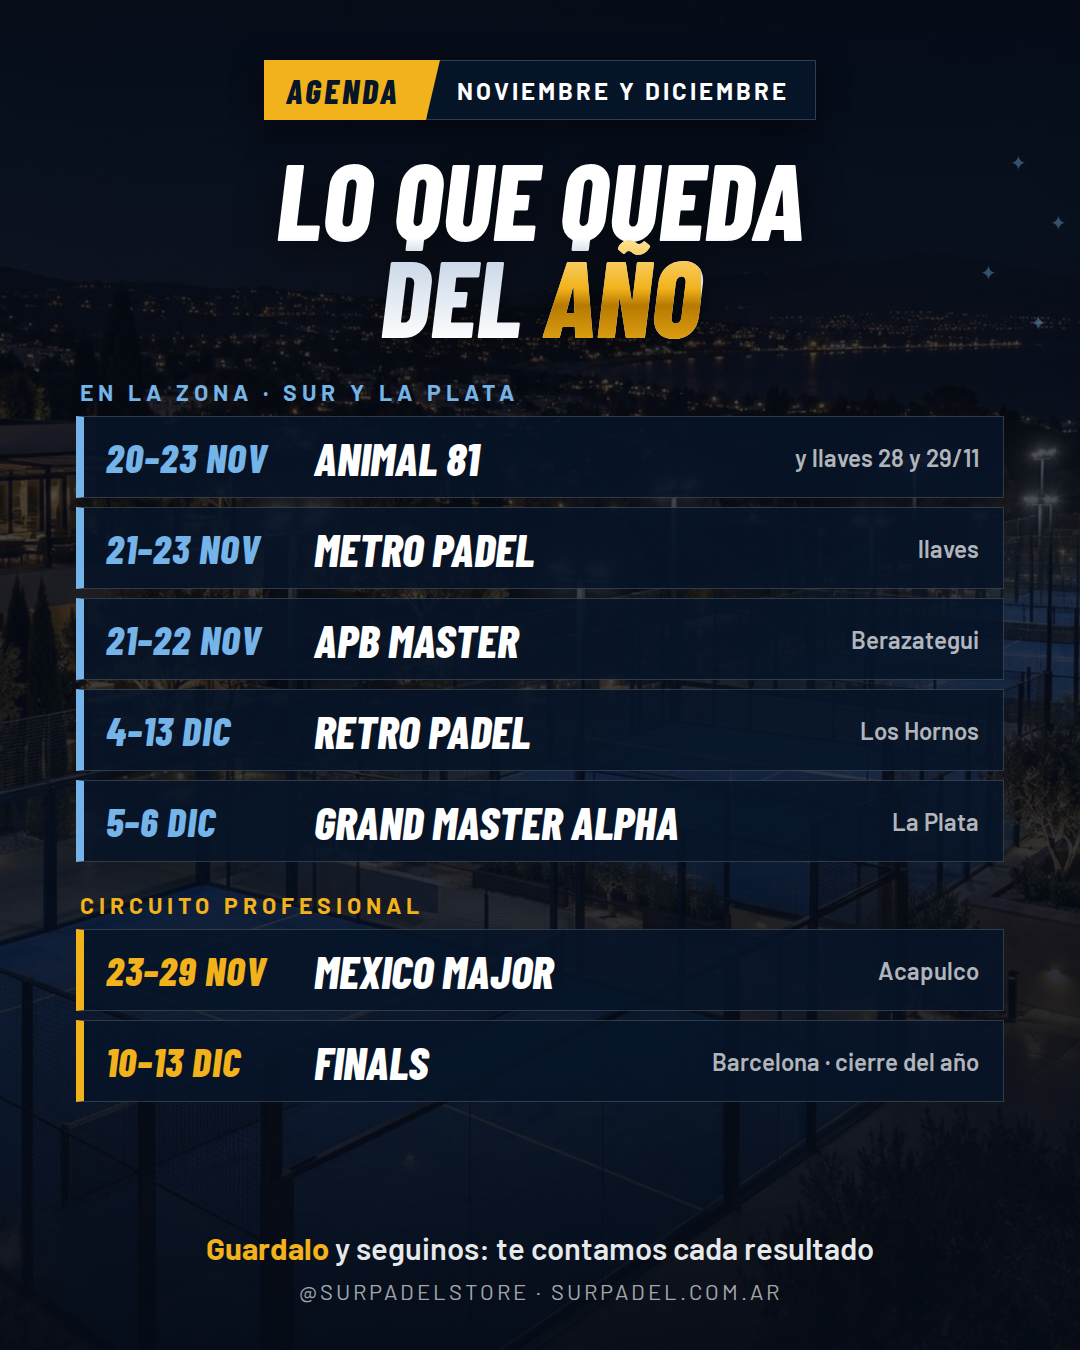 AGENDA NOVIEMBRE Y DICIEMBRE
LO QUE QUEDA
DEL AÑO
EN LA ZONA · SUR Y LA PLATA
20-23 NOV ANIMAL 81 y llaves 28 y 29/11
21-23 NOV METRO PADEL llaves
21-22 NOV APB MASTER Berazategui
4-13 DIC RETRO PADEL Los Hornos
5-6 DIC GRAND MASTER ALPHA La Plata
CIRCUITO PROFESIONAL
23-29 NOV MEXICO MAJOR Acapulco
10-13 DIC FINALS Barcelona · cierre del año
Guardalo y seguinos: te contamos cada resultado
@SURPADELSTORE · SURPADEL.COM.AR